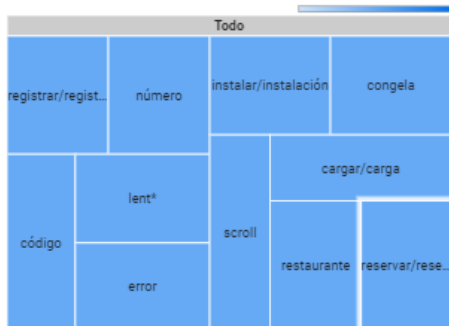 Todo
registrar/regist...
número
instalar/instalación
congela
código
lent*
error
scroll
cargar/carga
restaurante
reservar/rese...